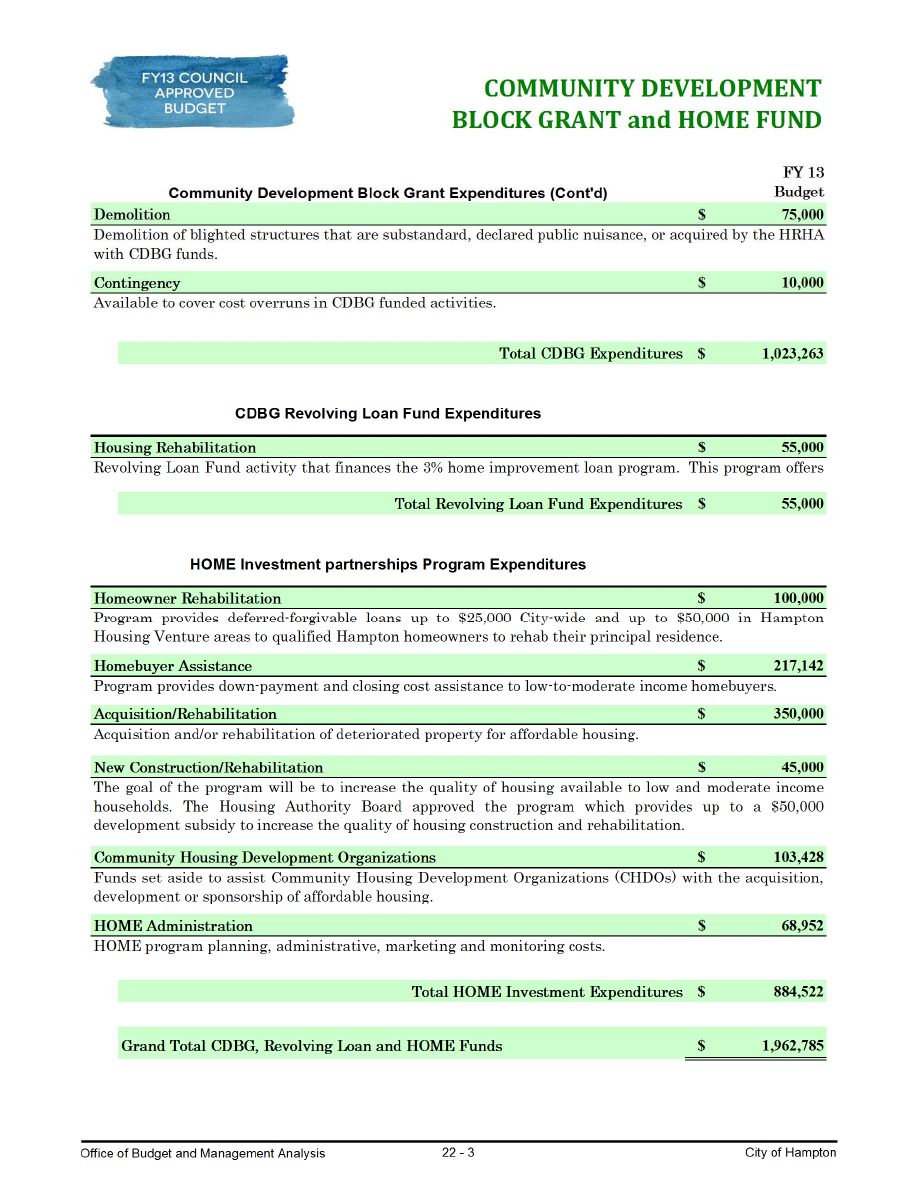 FY13 COUNCIL
APPROVED
BUDGET
COMMUNITY DEVELOPMENT
BLOCK GRANT and HOME FUND
FY 13
Community Development Block Grant Expenditures (Cont'd) Budget
Demolition $ 75,000
Demolition of blighted structures that are substandard, declared public nuisance, or acquired by the HRHA
with CDBG funds.
Contingency $ 10,000
Available to cover cost overruns in CDBG funded activities.
Total CDBG Expenditures $ 1,023,263
CDBG Revolving Loan Fund Expenditures
Housing Rehabilitation $ 55,000
Revolving Loan Fund activity that finances the 3% home improvement loan program. This program offers
Total Revolving Loan Fund Expenditures $ 55,000
HOME Investment partnerships Program Expenditures
Homeowner Rehabilitation $ 100,000
Program provides deferred-forgivable loans up to $25,000 City-wide and up to $50,000 in Hampton
Housing Venture areas to qualified Hampton homeowners to rehab their principal residence.
Homebuyer Assistance $ 217,142
Program provides down-payment and closing cost assistance to low-to-moderate income homebuyers.
Acquisition/Rehabilitation $ 350,000
Acquisition and/or rehabilitation of deteriorated property for affordable housing.
New Construction/Rehabilitation $ 45,000
The goal of the program will be to increase the quality of housing available to low and moderate income
households. The Housing Authority Board approved the program which provides up to a $50,000
development subsidy to increase the quality of housing construction and rehabilitation.
Community Housing Development Organizations $ 103,428
Funds set aside to assist Community Housing Development Organizations (CHDOs) with the acquisition,
development or sponsorship of affordable housing.
HOME Administration $ 68,952
HOME program planning, administrative, marketing and monitoring costs.
Total HOME Investment Expenditures $ 884,522
Grand Total CDBG, Revolving Loan and HOME Funds $ 1,962,785
Office of Budget and Management Analysis 22 - 3 City of Hampton